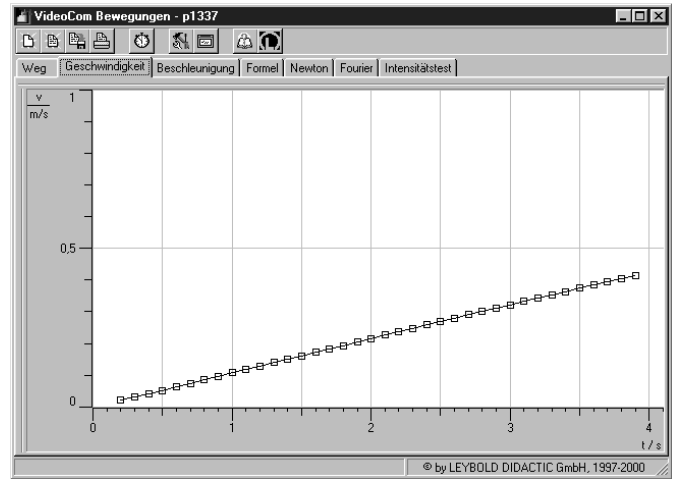 VideoCom Bewegungen - p1337
Weg Geschwindigkeit Beschleunigung Formel Newton Fourier Intensitätstest
v
m/s
1
0,5
0
0 1 2 3 4
t / s
© by LEYBOLD DIDACTIC GmbH, 1997-2000